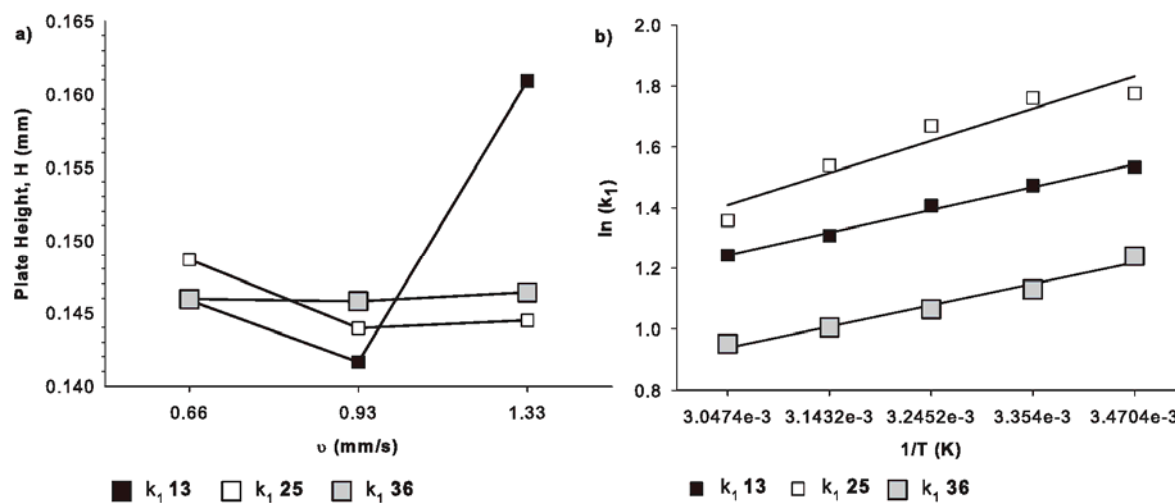 a)
Plate Height, H (mm)
0.165
0.160
0.155
0.150
0.145
0.140
0.66 0.93 1.33
υ (mm/s)
k₁ 13 k₁ 25 k₁ 36
b)
ln (k₁)
2.0
1.8
1.6
1.4
1.2
1.0
0.8
3.0474e-3 3.1432e-3 3.2452e-3 3.354e-3 3.4704e-3
1/T (K)
k₁ 13 k₁ 25 k₁ 36